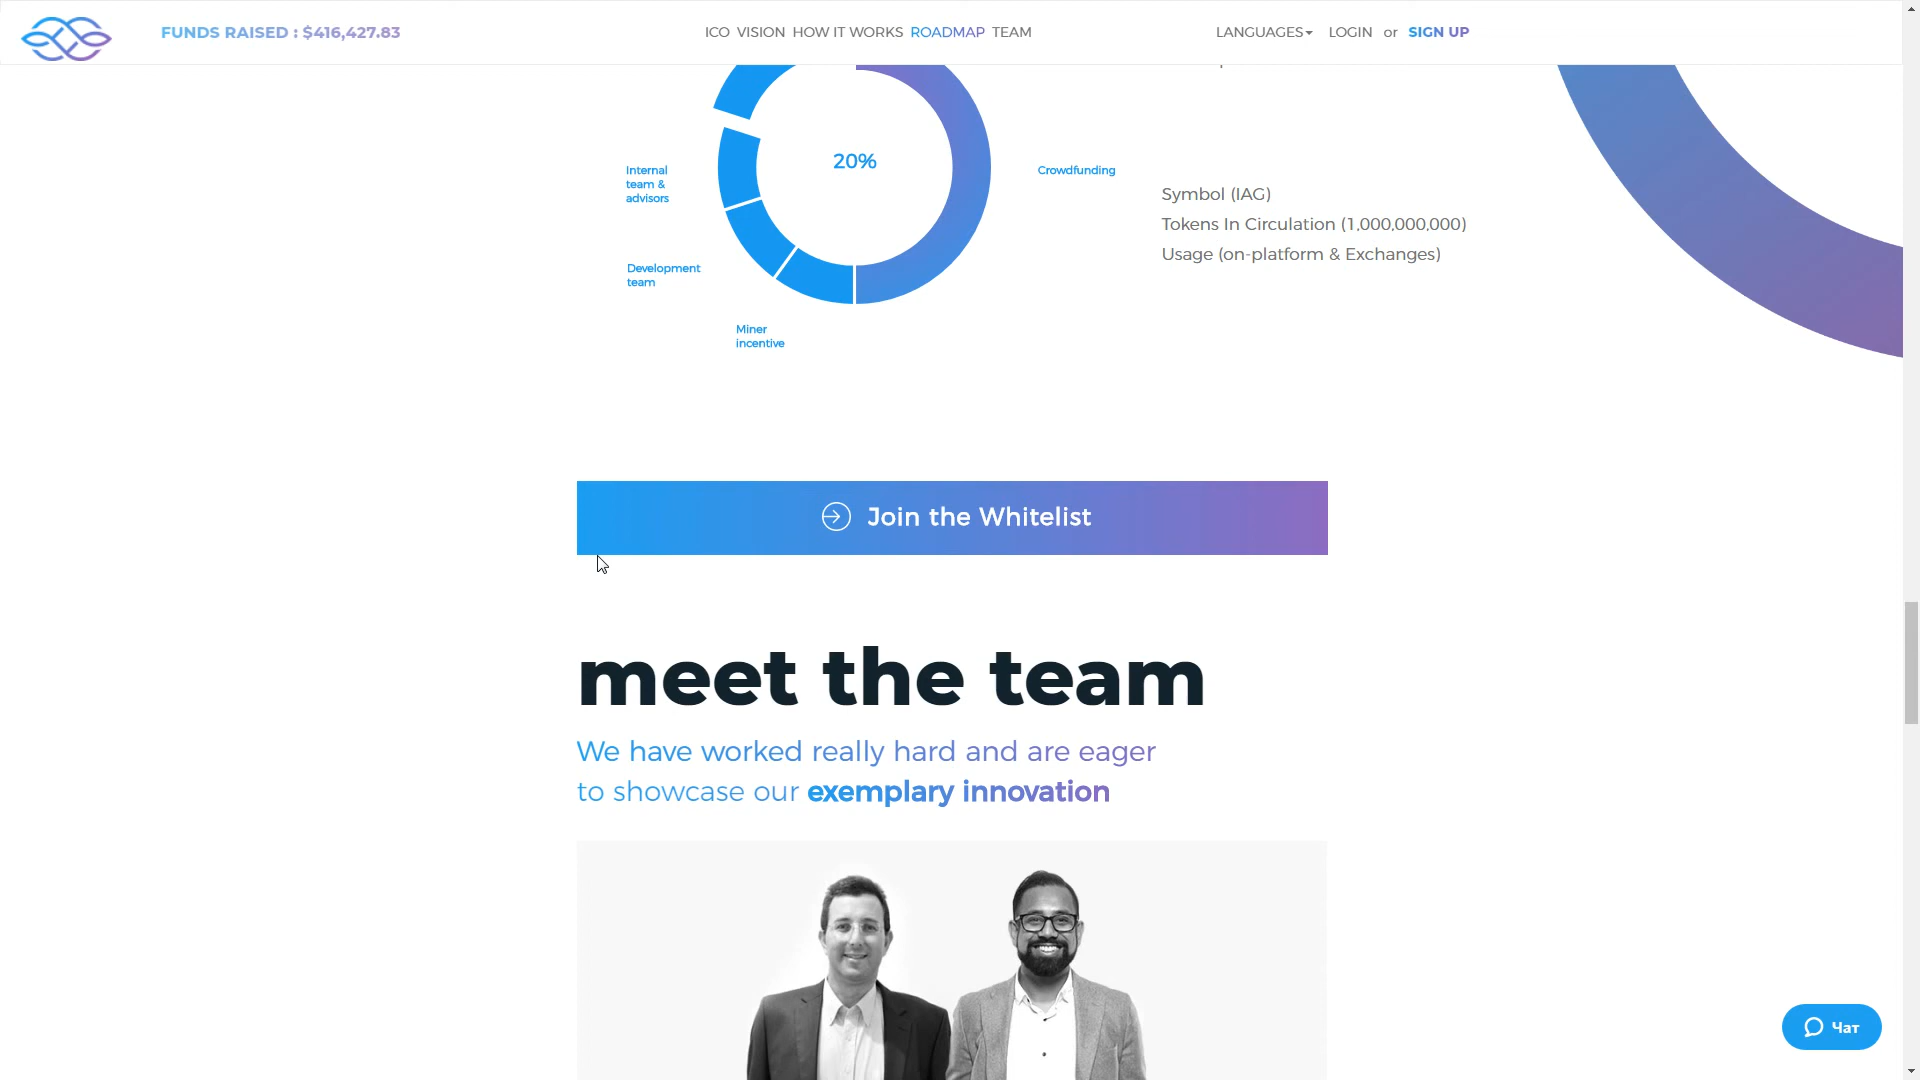 FUNDS RAISED : $416,427.83
ICO VISION HOW IT WORKS ROADMAP TEAM
LANGUAGES LOGIN or SIGN UP
20%
Internal
team &
advisors
Crowdfunding
Development
team
Miner
incentive
Symbol (IAG)
Tokens In Circulation (1,000,000,000)
Usage (on-platform & Exchanges)
Join the Whitelist
meet the team
We have worked really hard and are eager
to showcase our exemplary innovation
Чат